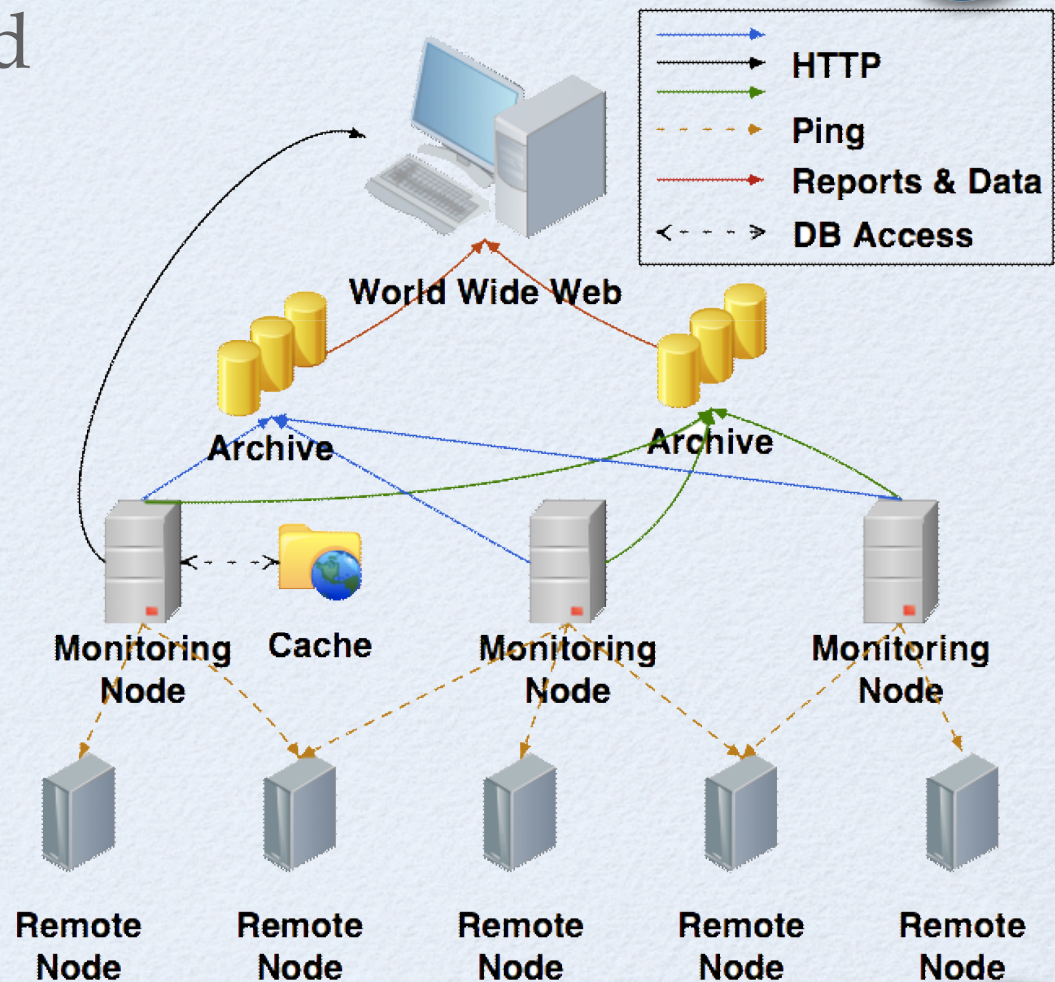 d
HTTP
Ping
Reports & Data
DB Access
World Wide Web
Archive
Archive
Monitoring
Node
Cache
Monitoring
Node
Monitoring
Node
Remote
Node
Remote
Node
Remote
Node
Remote
Node
Remote
Node